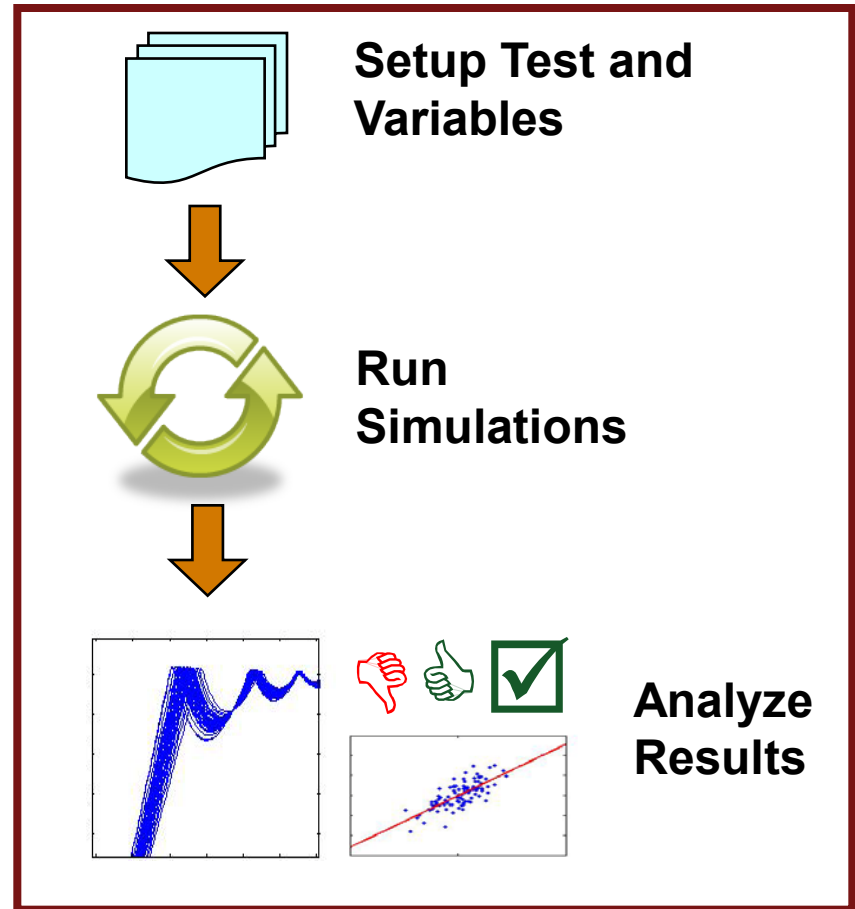 Setup Test and
Variables
Run
Simulations
Analyze
Results